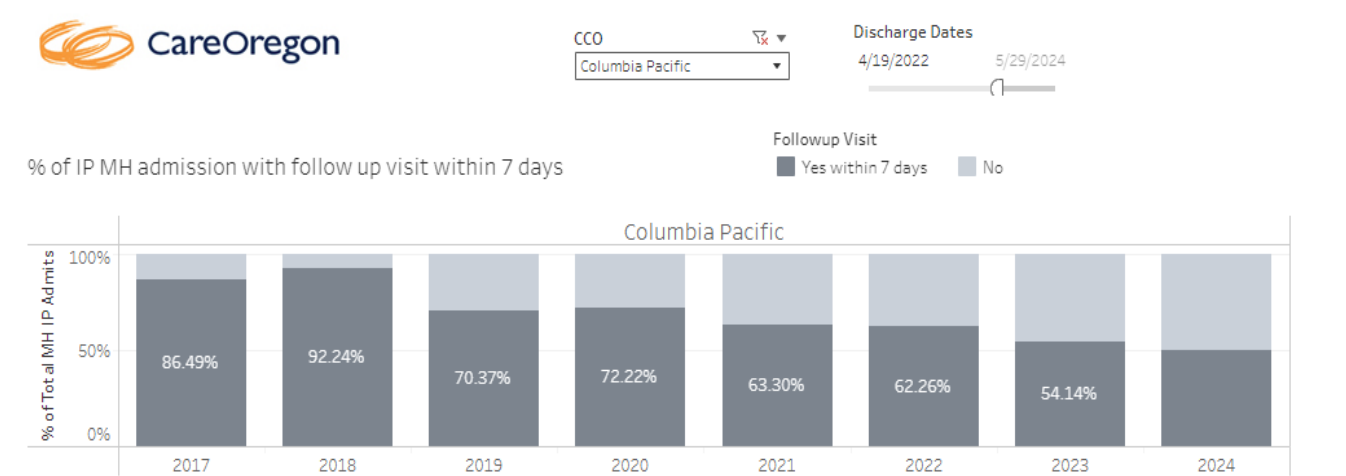 CareOregon
CCO
Columbia Pacific
Discharge Dates
4/19/2022 5/29/2024
Followup Visit
Yes within 7 days No
% of IP MH admission with follow up visit within 7 days
Columbia Pacific
% of Total MH IP Admits
100%
50%
0%
86.49% 92.24% 70.37% 72.22% 63.30% 62.26% 54.14%
2017 2018 2019 2020 2021 2022 2023 2024